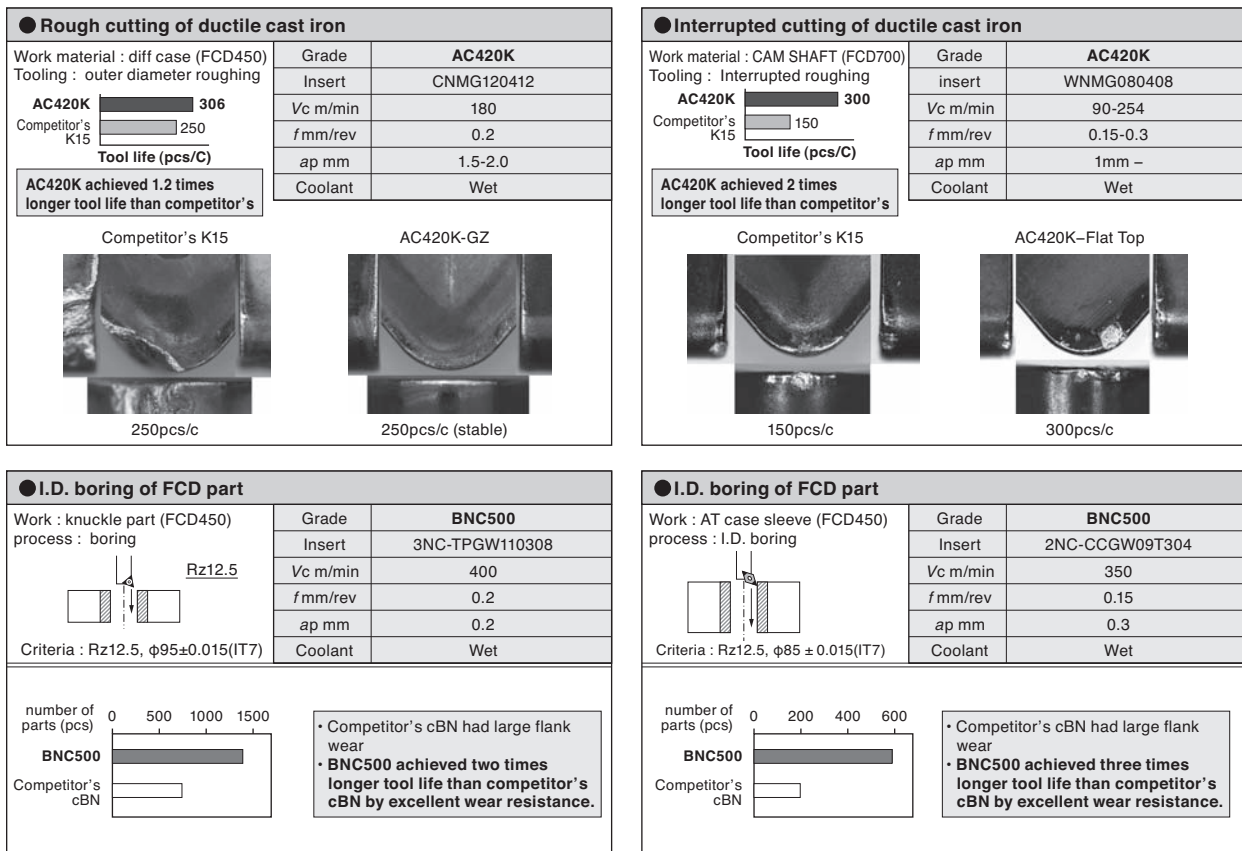 ● Rough cutting of ductile cast iron
Work material : diff case (FCD450)
Tooling : outer diameter roughing
AC420K 306
Competitor's K15 250
Tool life (pcs/C)
AC420K achieved 1.2 times
longer tool life than competitor's
Grade AC420K
Insert CNMG120412
Vc m/min 180
f mm/rev 0.2
ap mm 1.5-2.0
Coolant Wet
Competitor's K15
AC420K-GZ
250pcs/c
250pcs/c (stable)
● Interrupted cutting of ductile cast iron
Work material : CAM SHAFT (FCD700)
Tooling : Interrupted roughing
AC420K 300
Competitor's K15 150
Tool life (pcs/C)
AC420K achieved 2 times
longer tool life than competitor's
Grade AC420K
insert WNMG080408
Vc m/min 90-254
f mm/rev 0.15-0.3
ap mm 1mm –
Coolant Wet
Competitor's K15
AC420K–Flat Top
150pcs/c
300pcs/c
● I.D. boring of FCD part
Work : knuckle part (FCD450)
process : boring
Rz12.5
Criteria : Rz12.5, φ95±0.015(IT7)
Grade BNC500
Insert 3NC-TPGW110308
Vc m/min 400
f mm/rev 0.2
ap mm 0.2
Coolant Wet
number of
parts (pcs) 0 500 1000 1500
BNC500
Competitor's
cBN
• Competitor's cBN had large flank
wear
• BNC500 achieved two times
longer tool life than competitor's
cBN by excellent wear resistance.
● I.D. boring of FCD part
Work : AT case sleeve (FCD450)
process : I.D. boring
Criteria : Rz12.5, φ85 ± 0.015(IT7)
Grade BNC500
Insert 2NC-CCGW09T304
Vc m/min 350
f mm/rev 0.15
ap mm 0.3
Coolant Wet
number of
parts (pcs) 0 200 400 600
BNC500
Competitor's
cBN
• Competitor's cBN had large flank
wear
• BNC500 achieved three times
longer tool life than competitor's
cBN by excellent wear resistance.